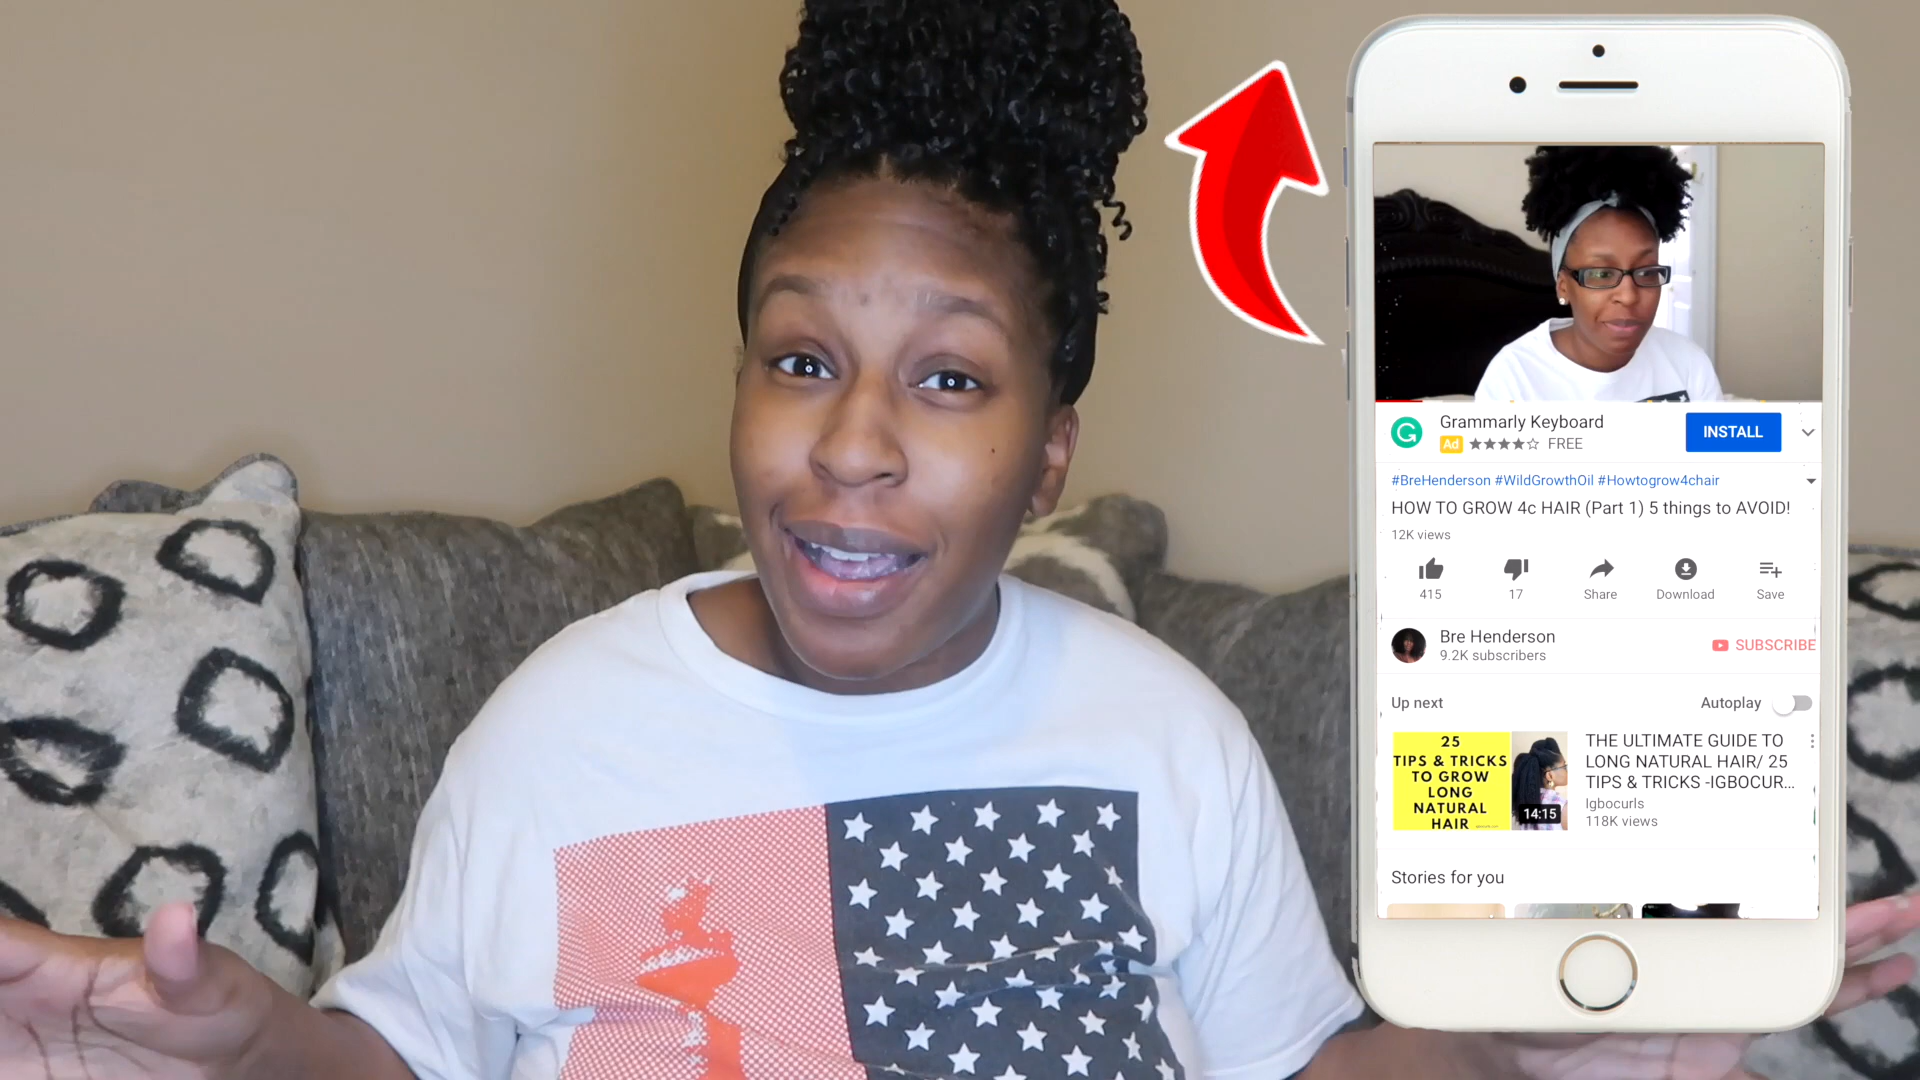 Grammarly Keyboard
Ad ★★★★☆ FREE
INSTALL
#BreHenderson #WildGrowthOil #Howtogrow4chair
HOW TO GROW 4c HAIR (Part 1) 5 things to AVOID!
12K views
415
17
Share
Download
Save
Bre Henderson
9.2K subscribers
SUBSCRIBE
Up next
Autoplay
25
TIPS & TRICKS
TO GROW
LONG
NATURAL
HAIR
14:15
THE ULTIMATE GUIDE TO
LONG NATURAL HAIR/ 25
TIPS & TRICKS -IGBOCUR...
Igbocurls
118K views
Stories for you